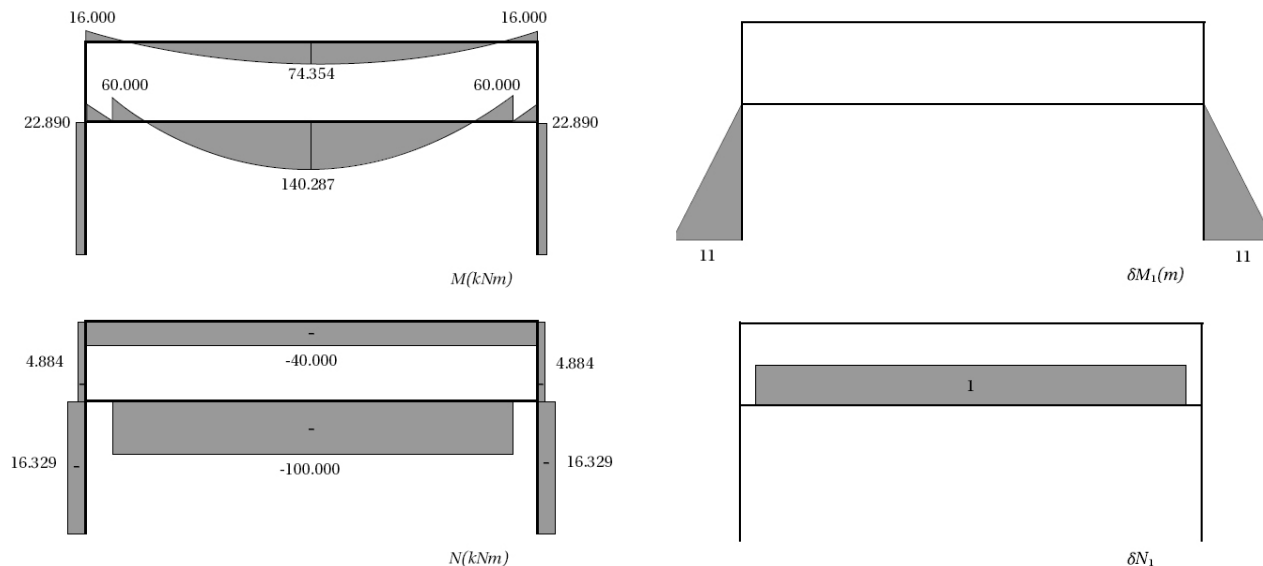 16.000 16.000
74.354
60.000 60.000
22.890 22.890
140.287
M(kNm)
11 11
δM₁(m)
-
4.884 -40.000 4.884
- -
-
-100.000
16.329 - - 16.329
N(kNm)
1
δN₁